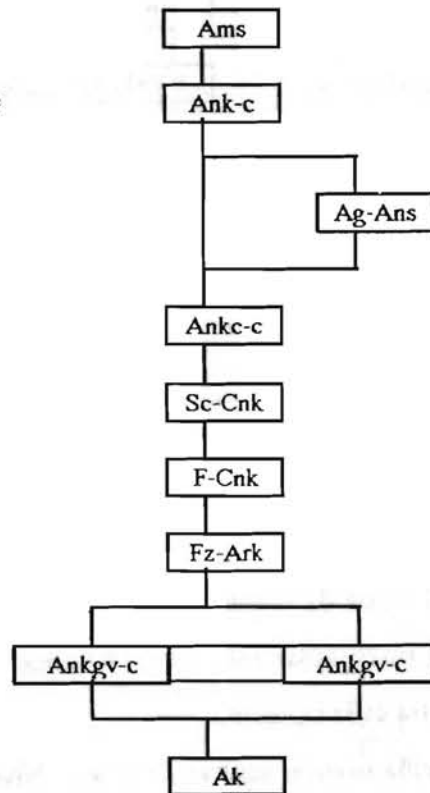 Ams
Ank-c
Ag-Ans
Ankc-c
Sc-Cnk
F-Cnk
Fz-Ark
Ankgv-c Ankgv-c
Ak